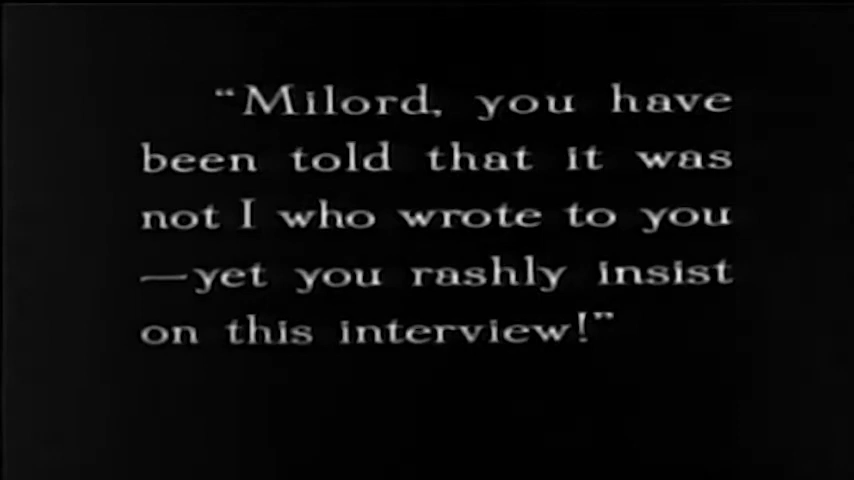 “Milord, you have
been told that it was
not I who wrote to you
—yet you rashly insist
on this interview!”